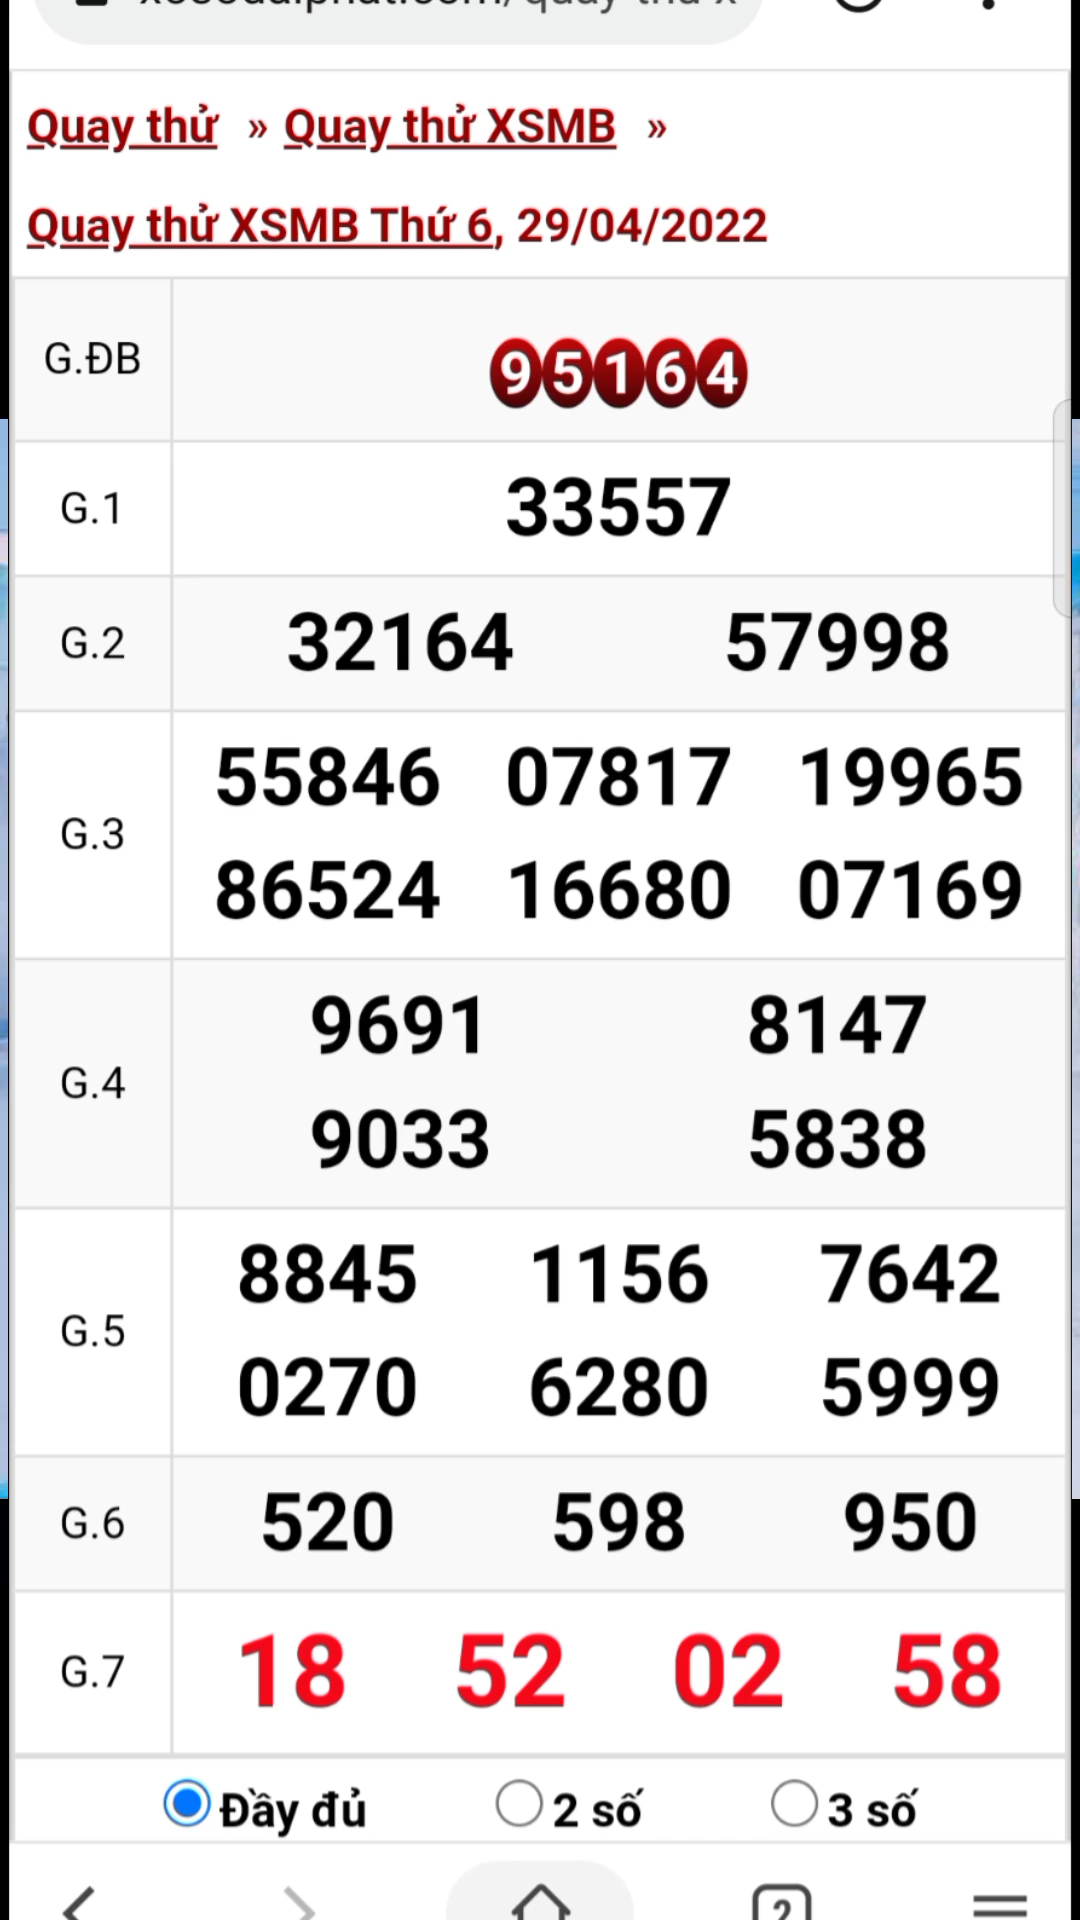 Quay thử » Quay thử XSMB »
Quay thử XSMB Thứ 6, 29/04/2022
G.ĐB 95164
G.1 33557
G.2 32164 57998
G.3 55846 07817 19965
86524 16680 07169
G.4 9691 8147
9033 5838
G.5 8845 1156 7642
0270 6280 5999
G.6 520 598 950
G.7 18 52 02 58
Đầy đủ 2 số 3 số
2